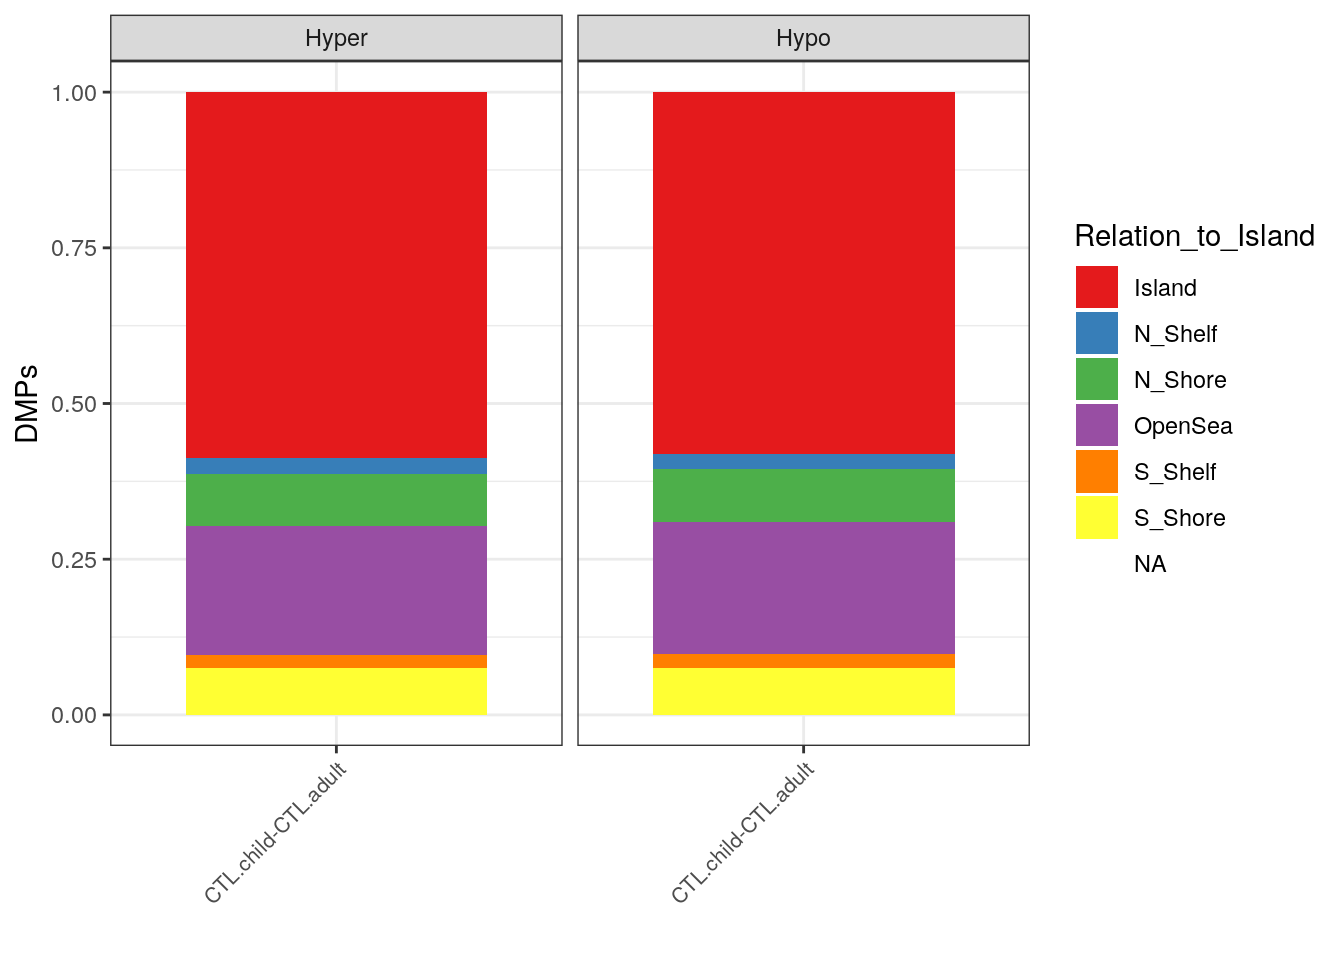 Hyper
Hypo
1.00
0.75
0.50
0.25
0.00
DMPs
CTL.child-CTL.adult
CTL.child-CTL.adult
Relation_to_Island
Island
N_Shelf
N_Shore
OpenSea
S_Shelf
S_Shore
NA